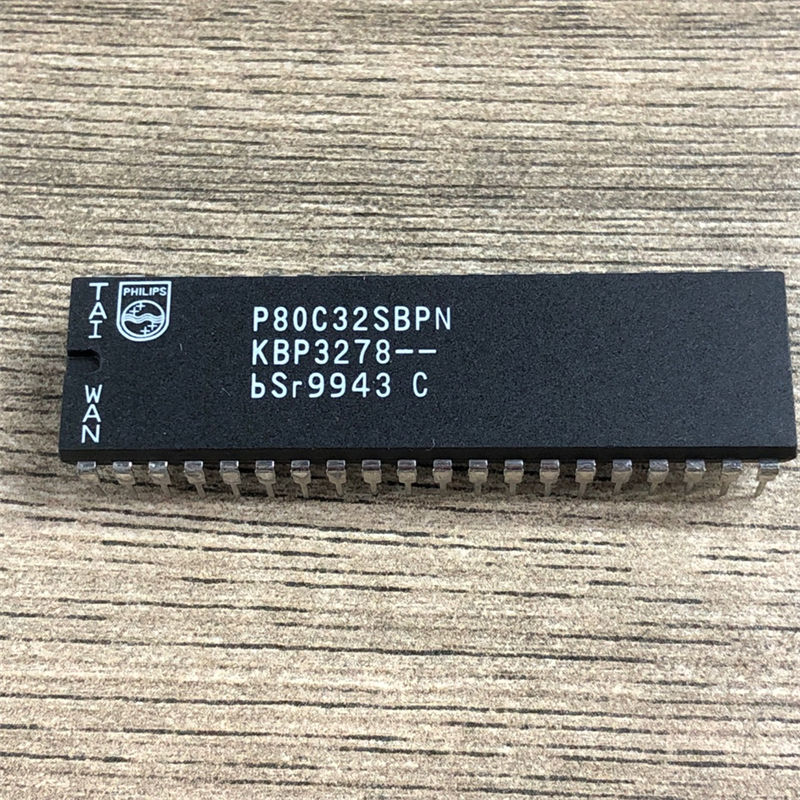 TAI WAN
PHILIPS
P80C32SBPN
KBP3278--
bSr9943 C